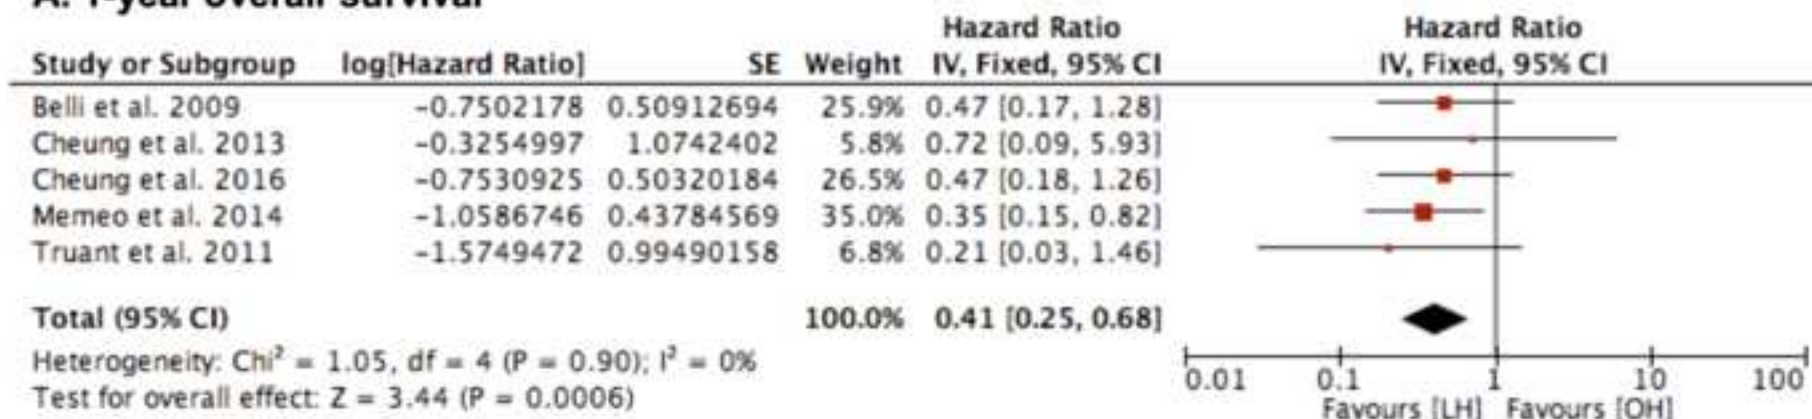 A. 1-year overall survival
Hazard Ratio Hazard Ratio
Study or Subgroup log[Hazard Ratio] SE Weight IV, Fixed, 95% CI IV, Fixed, 95% CI
Belli et al. 2009 -0.7502178 0.50912694 25.9% 0.47 [0.17, 1.28]
Cheung et al. 2013 -0.3254997 1.0742402 5.8% 0.72 [0.09, 5.93]
Cheung et al. 2016 -0.7530925 0.50320184 26.5% 0.47 [0.18, 1.26]
Memeo et al. 2014 -1.0586746 0.43784569 35.0% 0.35 [0.15, 0.82]
Truant et al. 2011 -1.5749472 0.99490158 6.8% 0.21 [0.03, 1.46]
Total (95% CI) 100.0% 0.41 [0.25, 0.68]
Heterogeneity: Chi² = 1.05, df = 4 (P = 0.90); I² = 0%
Test for overall effect: Z = 3.44 (P = 0.0006)
0.01 0.1 1 10 100
Favours [LH] Favours [OH]